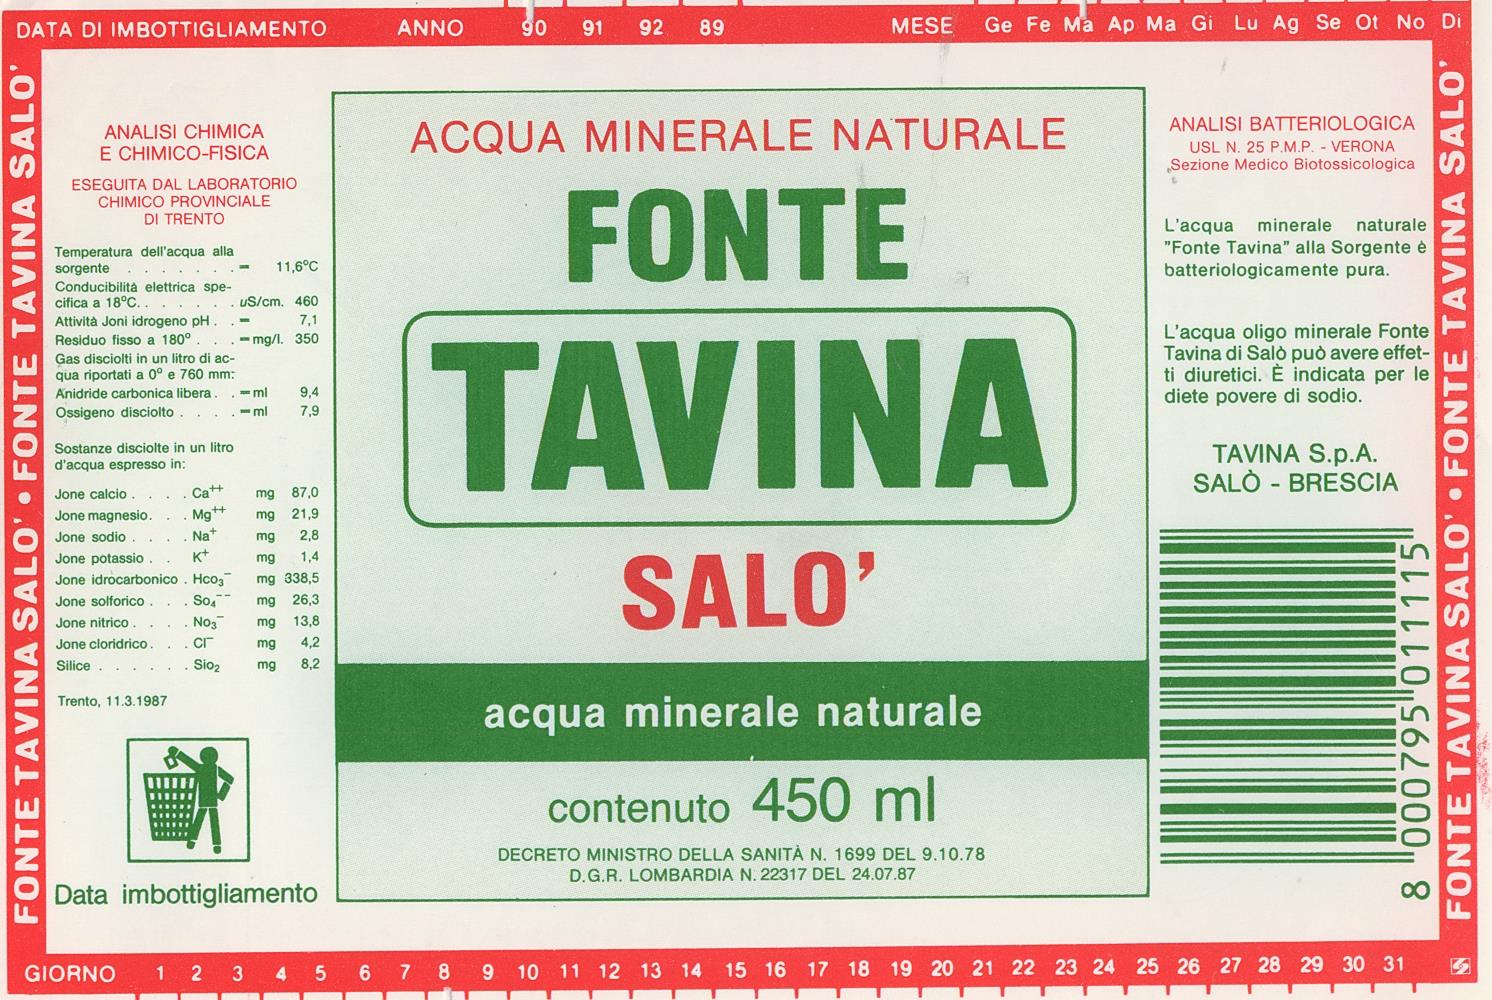 DATA DI IMBOTTIGLIAMENTO ANNO 90 91 92 89 MESE Ge Fe Ma Ap Ma Gi Lu Ag Se Ot No Di
FONTE TAVINA SALO' • FONTE TAVINA SALO'
ANALISI CHIMICA
E CHIMICO-FISICA
ESEGUITA DAL LABORATORIO
CHIMICO PROVINCIALE
DI TRENTO
Temperatura dell'acqua alla
sorgente . . . . . . . = 11,6°C
Conducibilità elettrica spe-
cifica a 18°C. . . . . . uS/cm. 460
Attività Joni idrogeno pH . . = 7,1
Residuo fisso a 180° . . . = mg/l. 350
Gas disciolti in un litro di ac-
qua riportati a 0° e 760 mm:
Anidride carbonica libera . . = ml 9,4
Ossigeno disciolto . . . . = ml 7,9
Sostanze disciolte in un litro
d'acqua espresso in:
Jone calcio . . . . Ca++ mg 87,0
Jone magnesio. . . Mg++ mg 21,9
Jone sodio . . . . Na+ mg 2,8
Jone potassio . . K+ mg 1,4
Jone idrocarbonico . Hco3- mg 338,5
Jone solforico . . . So4-- mg 26,3
Jone nitrico . . . . No3- mg 13,8
Jone cloridrico. . . Cl- mg 4,2
Silice . . . . . . Sio2 mg 8,2
Trento, 11.3.1987
Data imbottigliamento
ACQUA MINERALE NATURALE
FONTE
TAVINA
SALO'
acqua minerale naturale
contenuto 450 ml
DECRETO MINISTRO DELLA SANITÀ N. 1699 DEL 9.10.78
D.G.R. LOMBARDIA N. 22317 DEL 24.07.87
ANALISI BATTERIOLOGICA
USL N. 25 P.M.P. - VERONA
Sezione Medico Biotossicologica
L'acqua minerale naturale
"Fonte Tavina" alla Sorgente è
batteriologicamente pura.
L'acqua oligo minerale Fonte
Tavina di Salò può avere effet-
ti diuretici. È indicata per le
diete povere di sodio.
TAVINA S.p.A.
SALÒ - BRESCIA
8 000795 011115
FONTE TAVINA SALO' • FONTE TAVINA SALO'
GIORNO 1 2 3 4 5 6 7 8 9 10 11 12 13 14 15 16 17 18 19 20 21 22 23 24 25 26 27 28 29 30 31